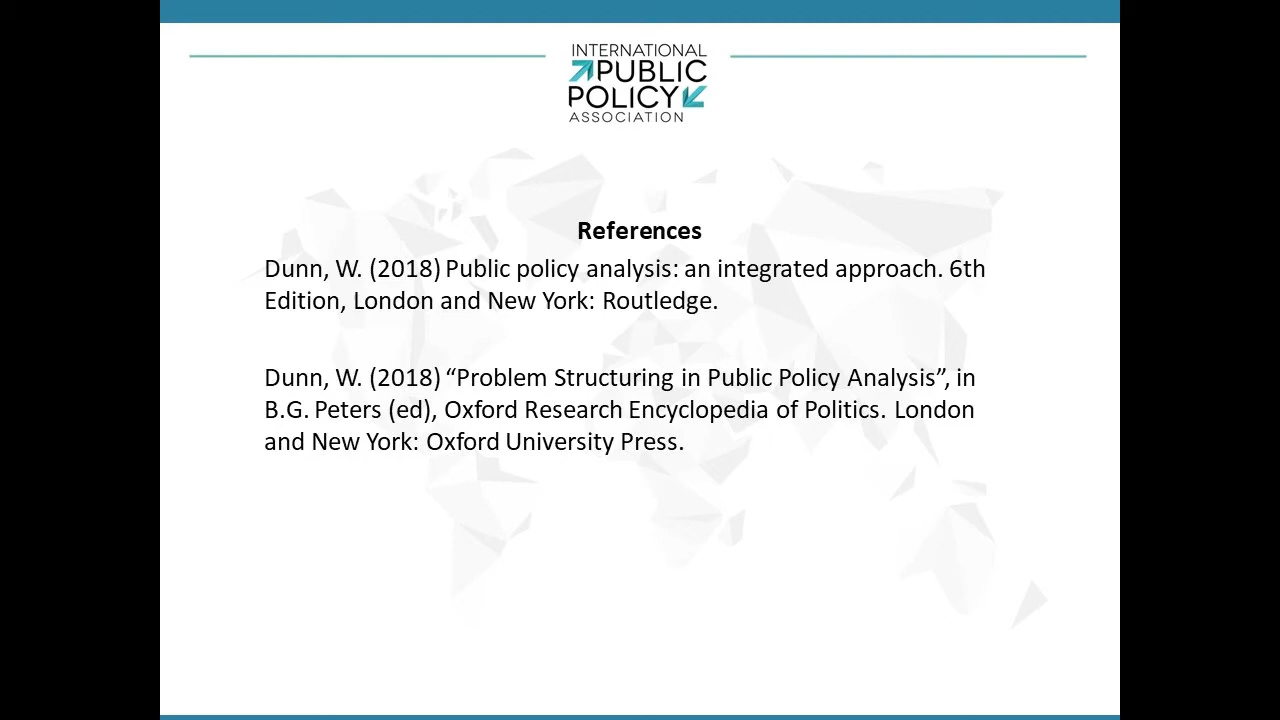 INTERNATIONAL
PUBLIC
POLICY
ASSOCIATION
References
Dunn, W. (2018) Public policy analysis: an integrated approach. 6th
Edition, London and New York: Routledge.
Dunn, W. (2018) “Problem Structuring in Public Policy Analysis”, in
B.G. Peters (ed), Oxford Research Encyclopedia of Politics. London
and New York: Oxford University Press.